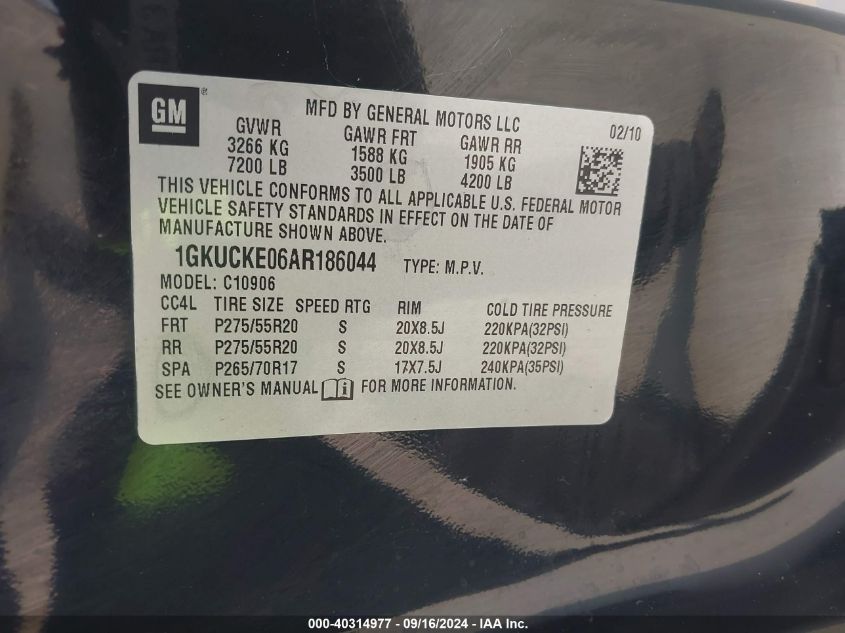 GM ®
MFD BY GENERAL MOTORS LLC
02/10
GVWR GAWR FRT GAWR RR
3266 KG 1588 KG 1905 KG
7200 LB 3500 LB 4200 LB
THIS VEHICLE CONFORMS TO ALL APPLICABLE U.S. FEDERAL MOTOR
VEHICLE SAFETY STANDARDS IN EFFECT ON THE DATE OF
MANUFACTURE SHOWN ABOVE.
1GKUCKE06AR186044 TYPE: M.P.V.
MODEL: C10906
CC4L TIRE SIZE SPEED RTG RIM COLD TIRE PRESSURE
FRT P275/55R20 S 20X8.5J 220KPA(32PSI)
RR P275/55R20 S 20X8.5J 220KPA(32PSI)
SPA P265/70R17 S 17X7.5J 240KPA(35PSI)
SEE OWNER'S MANUAL FOR MORE INFORMATION.
000-40314977 - 09/16/2024 - IAA Inc.